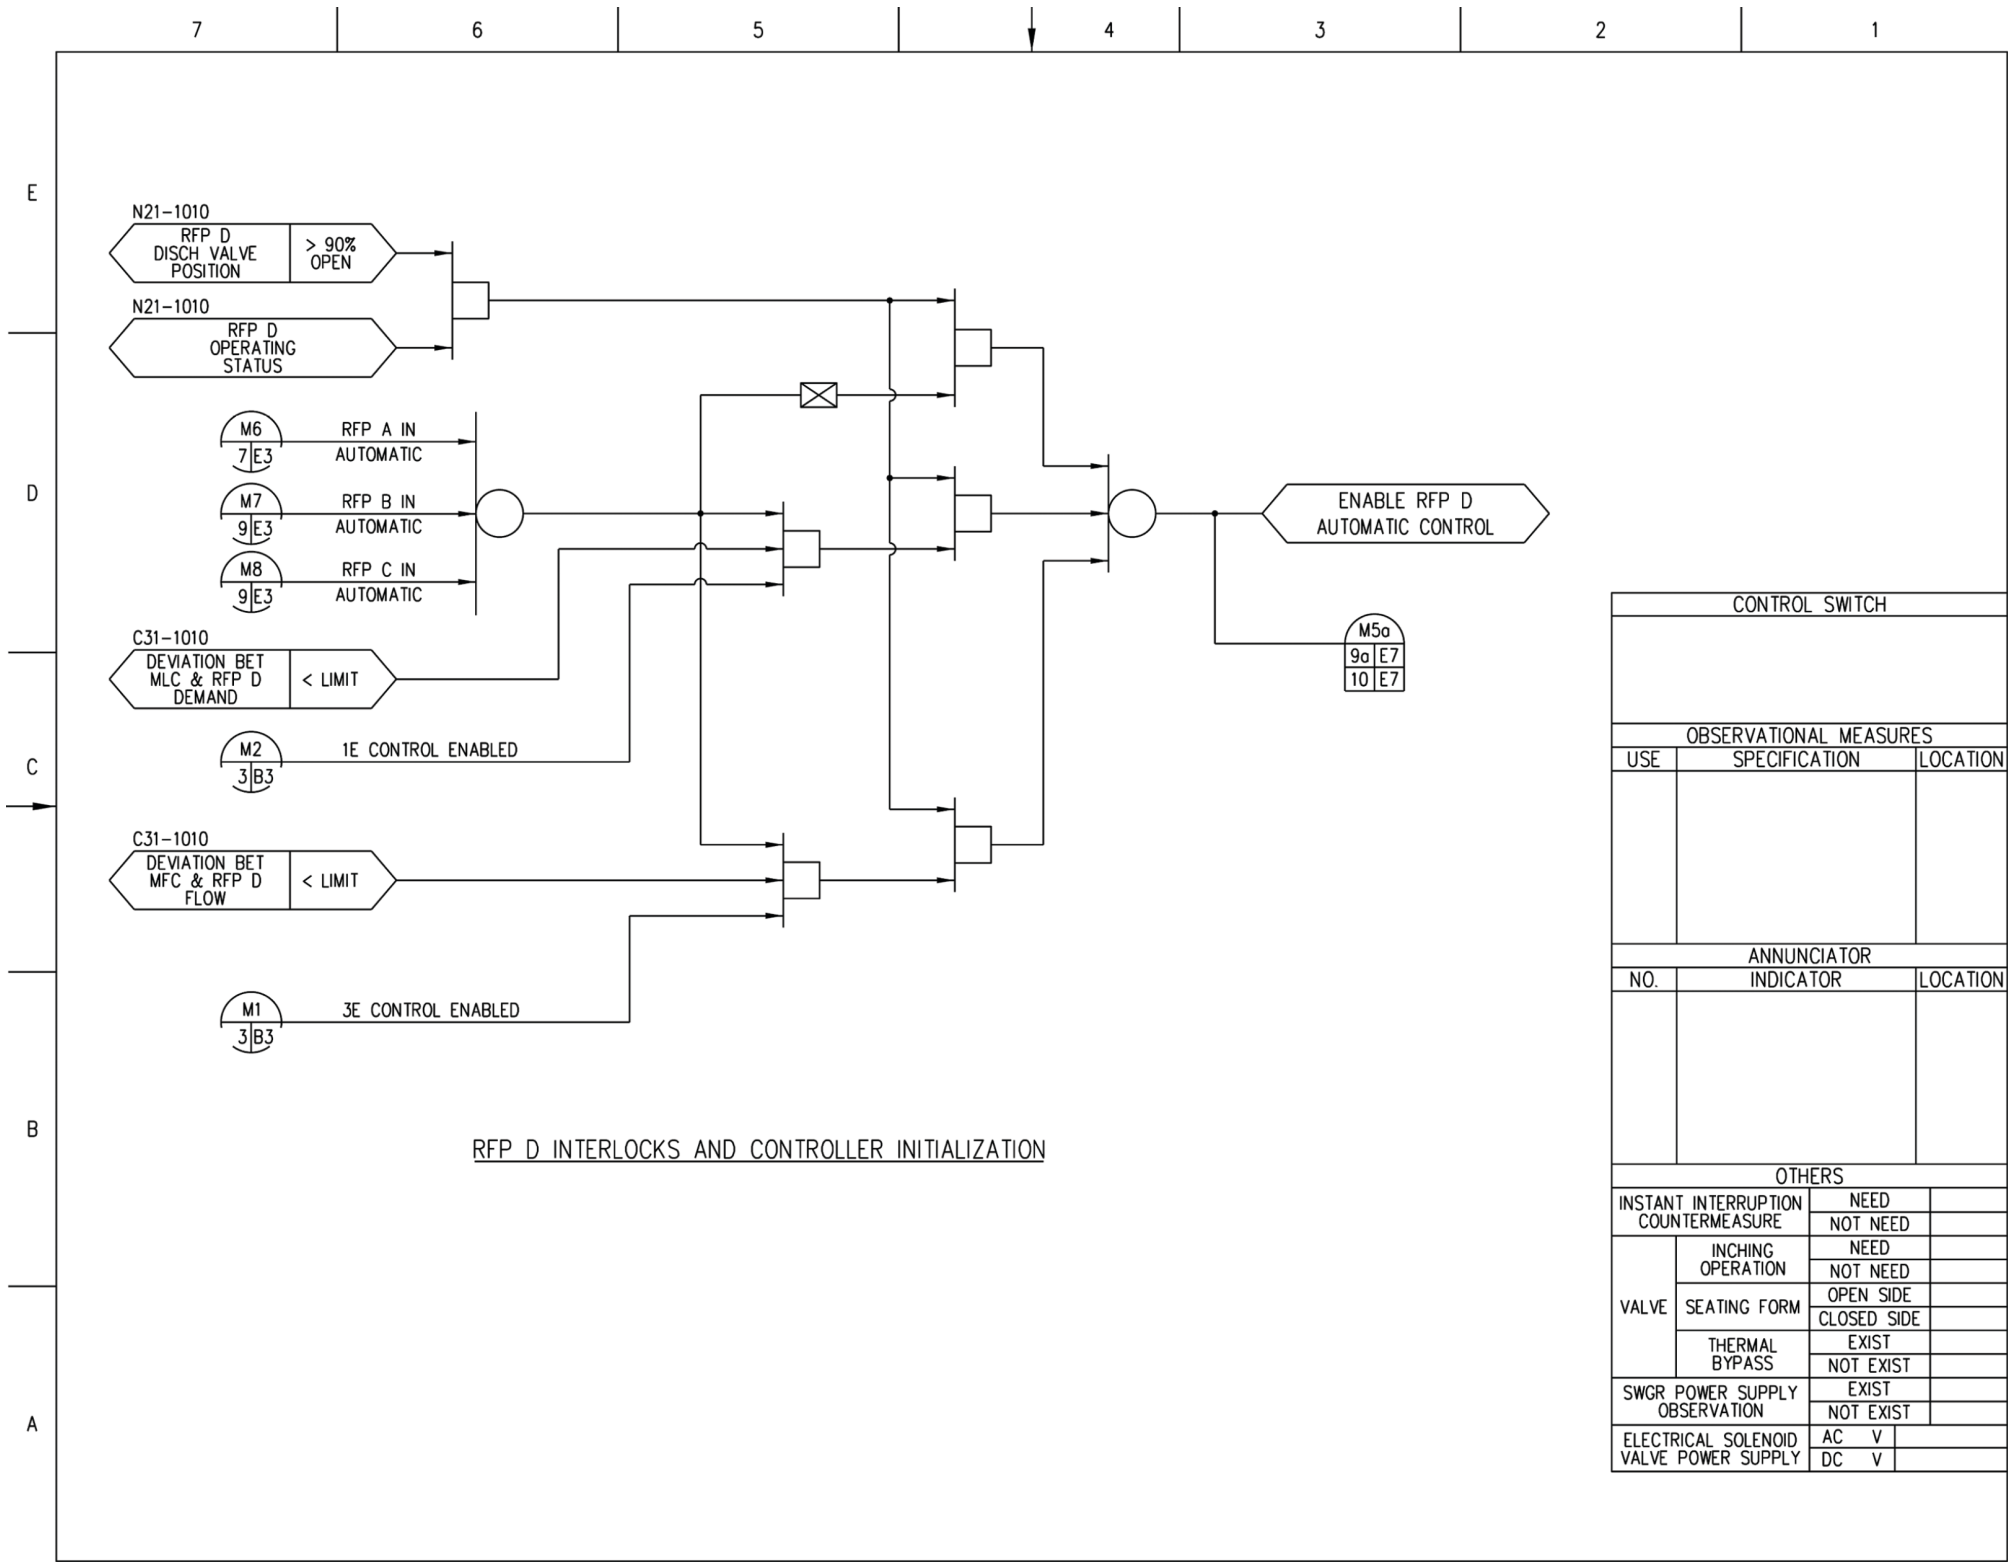 7 6 5 4 3 2 1
E
N21-1010
RFP D
DISCH VALVE
POSITION
> 90%
OPEN
N21-1010
RFP D
OPERATING
STATUS
M6
7 E3
RFP A IN
AUTOMATIC
D
M7
9 E3
RFP B IN
AUTOMATIC
M8
9 E3
RFP C IN
AUTOMATIC
ENABLE RFP D
AUTOMATIC CONTROL
M5a
9a E7
10 E7
C31-1010
DEVIATION BET
MLC & RFP D
DEMAND
< LIMIT
C
M2
3 B3
1E CONTROL ENABLED
C31-1010
DEVIATION BET
MFC & RFP D
FLOW
< LIMIT
M1
3 B3
3E CONTROL ENABLED
B
RFP D INTERLOCKS AND CONTROLLER INITIALIZATION
A
CONTROL SWITCH
OBSERVATIONAL MEASURES
USE SPECIFICATION LOCATION
ANNUNCIATOR
NO. INDICATOR LOCATION
OTHERS
INSTANT INTERRUPTION
COUNTERMEASURE
NEED
NOT NEED
VALVE
INCHING
OPERATION
NEED
NOT NEED
SEATING FORM
OPEN SIDE
CLOSED SIDE
THERMAL
BYPASS
EXIST
NOT EXIST
SWGR POWER SUPPLY
OBSERVATION
EXIST
NOT EXIST
ELECTRICAL SOLENOID
VALVE POWER SUPPLY
AC V
DC V